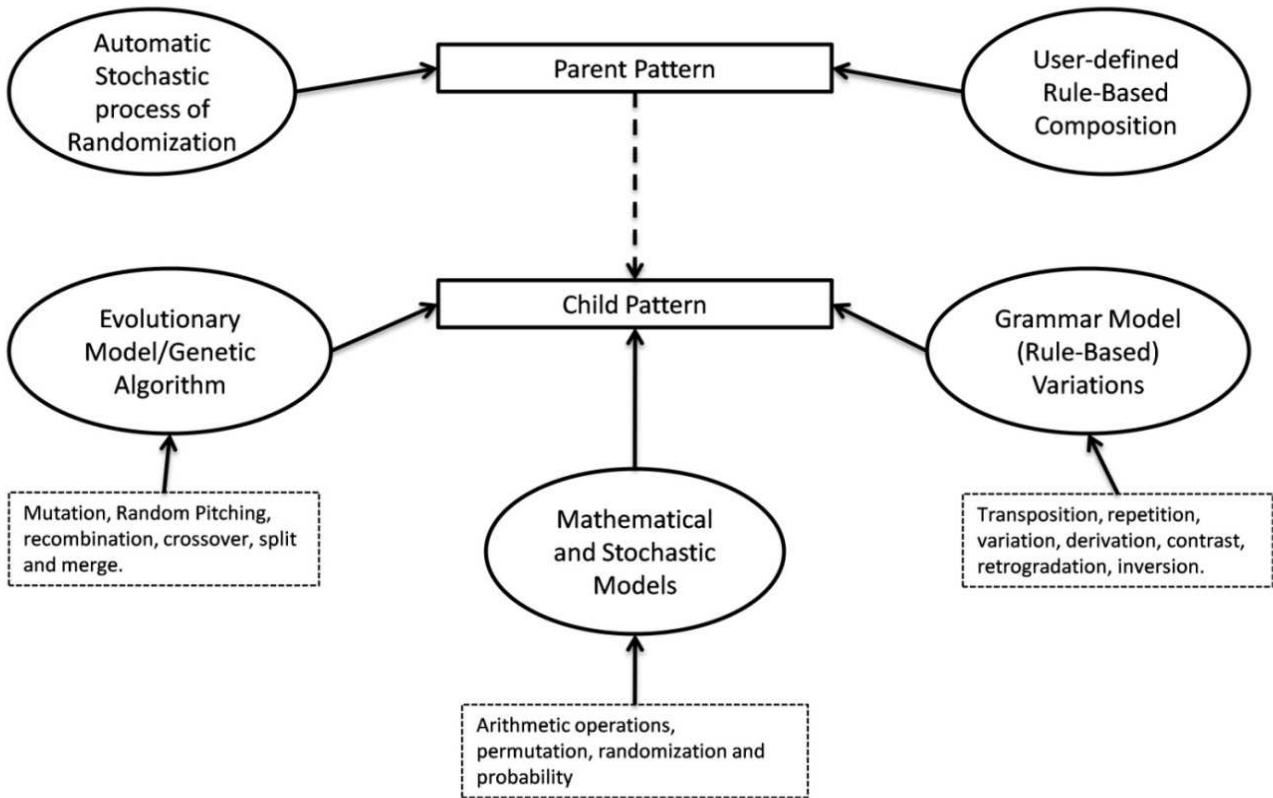 Automatic
Stochastic
process of
Randomization
Parent Pattern
User-defined
Rule-Based
Composition
Evolutionary
Model/Genetic
Algorithm
Child Pattern
Grammar Model
(Rule-Based)
Variations
Mutation, Random Pitching,
recombination, crossover, split
and merge.
Mathematical
and Stochastic
Models
Transposition, repetition,
variation, derivation, contrast,
retrogradation, inversion.
Arithmetic operations,
permutation, randomization and
probability